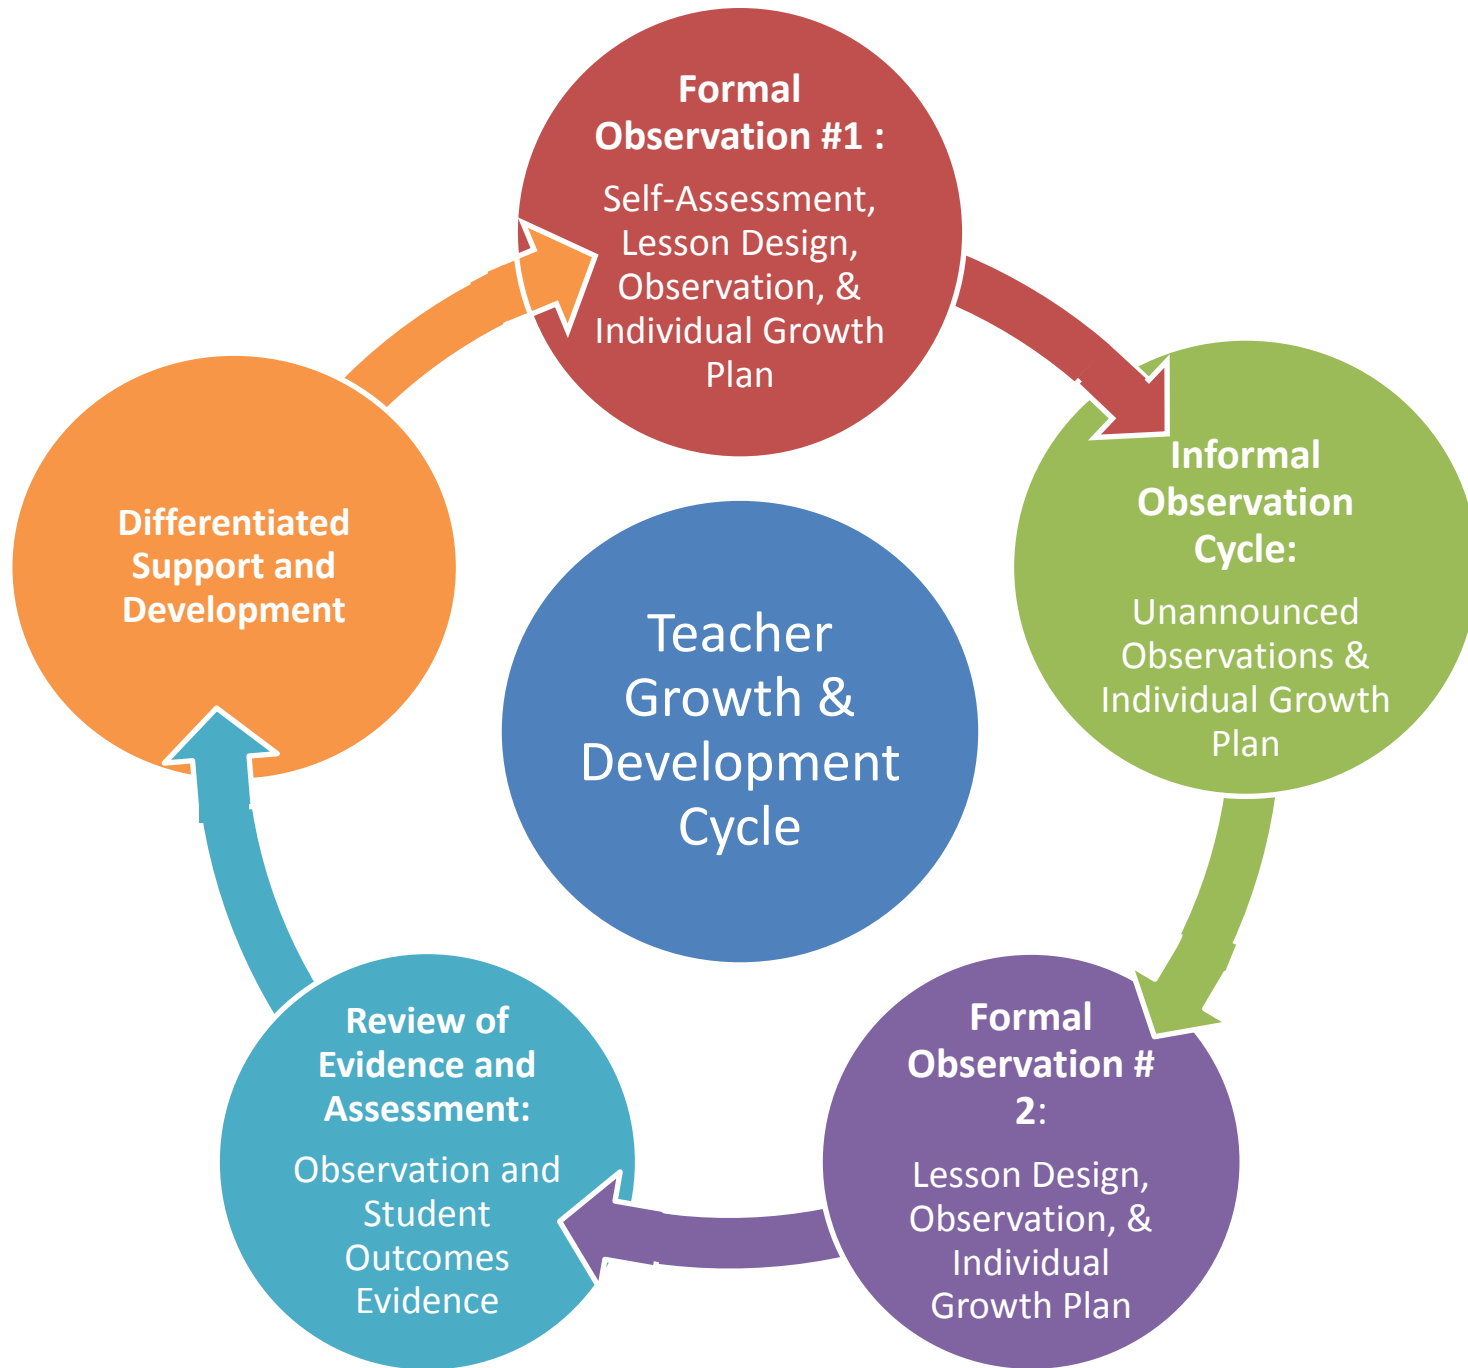 Formal
Observation #1 :
Self-Assessment,
Lesson Design,
Observation, &
Individual Growth
Plan
Informal
Observation
Cycle:
Unannounced
Observations &
Individual Growth
Plan
Formal
Observation #
2:
Lesson Design,
Observation, &
Individual
Growth Plan
Review of
Evidence and
Assessment:
Observation and
Student
Outcomes
Evidence
Differentiated
Support and
Development
Teacher
Growth &
Development
Cycle